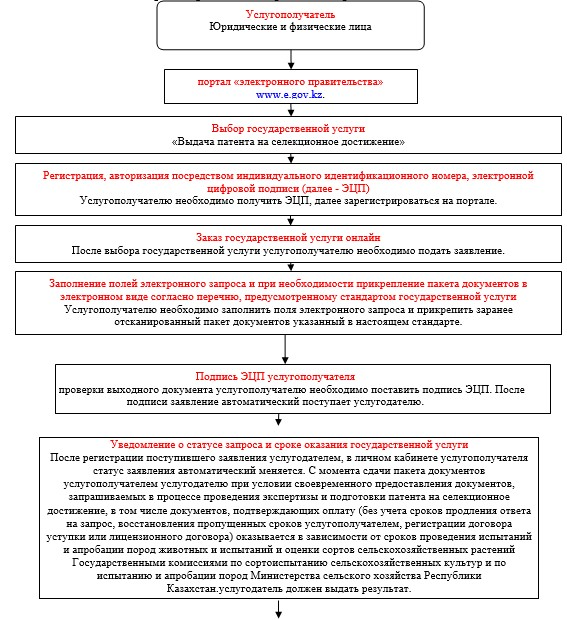 Услугополучатель
Юридические и физические лица
портал «электронного правительства»
www.e.gov.kz.
Выбор государственной услуги
«Выдача патента на селекционное достижение»
Регистрация, авторизация посредством индивидуального идентификационного номера, электронной
цифровой подписи (далее - ЭЦП)
Услугополучателю необходимо получить ЭЦП, далее зарегистрироваться на портале.
Заказ государственной услуги онлайн
После выбора государственной услуги услугополучателю необходимо подать заявление.
Заполнение полей электронного запроса и при необходимости прикрепление пакета документов в
электронном виде согласно перечню, предусмотренному стандартом государственной услуги
Услугополучателю необходимо заполнить поля электронного запроса и прикрепить заранее
отсканированный пакет документов указанный в настоящем стандарте.
Подпись ЭЦП услугополучателя
проверки выходного документа услугополучателю необходимо поставить подпись ЭЦП. После
подписи заявление автоматический поступает услугодателю.
Уведомление о статусе запроса и сроке оказания государственной услуги
После регистрации поступившего заявления услугодателем, в личном кабинете услугополучателя
статус заявления автоматический меняется. С момента сдачи пакета документов
услугополучателем услугодателю при условии своевременного предоставления документов,
запрашиваемых в процессе проведения экспертизы и подготовки патента на селекционное
достижение, в том числе документов, подтверждающих оплату (без учета сроков продления ответа
на запрос, восстановления пропущенных сроков услугополучателем, регистрации договора
уступки или лицензионного договора) оказывается в зависимости от сроков проведения испытаний
и апробации пород животных и испытаний и оценки сортов сельскохозяйственных растений
Государственными комиссиями по сортоиспытанию сельскохозяйственных культур и по
испытанию и апробации пород Министерства сельского хозяйства Республики
Казахстан.услугодатель должен выдать результат.